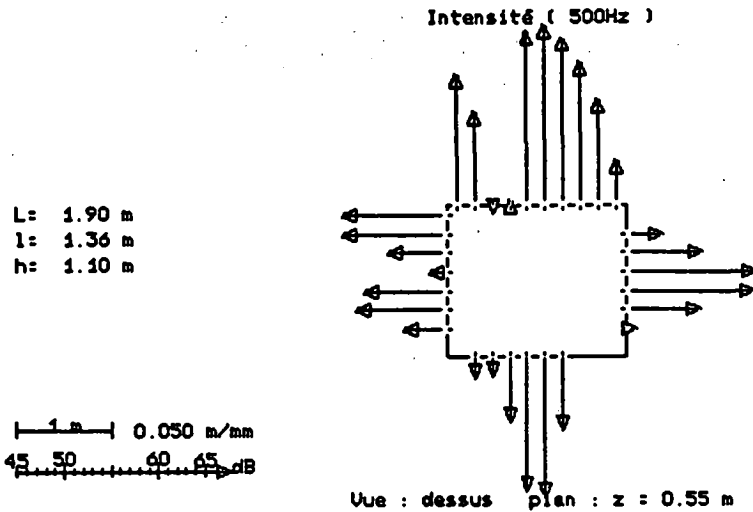 Intensité ( 500Hz )
L= 1.90 m
l= 1.36 m
h= 1.10 m
1 m 0.050 m/mm
45 50 60 65 dB
Vue : dessus plan : z = 0.55 m